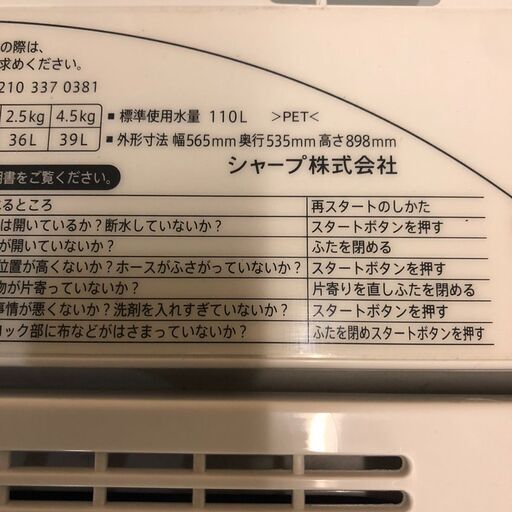 の際は、
求めください。
210 337 0381
2.5kg 4.5kg
36L 39L
■ 標準使用水量 110L >PET<
■ 外形寸法 幅565mm 奥行535mm 高さ898mm
シャープ株式会社
明書をご覧ください。
るところ 再スタートのしかた
は開いているか？断水していないか？ スタートボタンを押す
が開いていないか？ ふたを閉める
位置が高くないか？ホースがふさがっていないか？ スタートボタンを押す
物が片寄っていないか？ 片寄りを直しふたを閉める
事情が悪くないか？洗剤を入れすぎていないか？ スタートボタンを押す
ロック部に布などがはさまっていないか？ ふたを閉めスタートボタンを押す